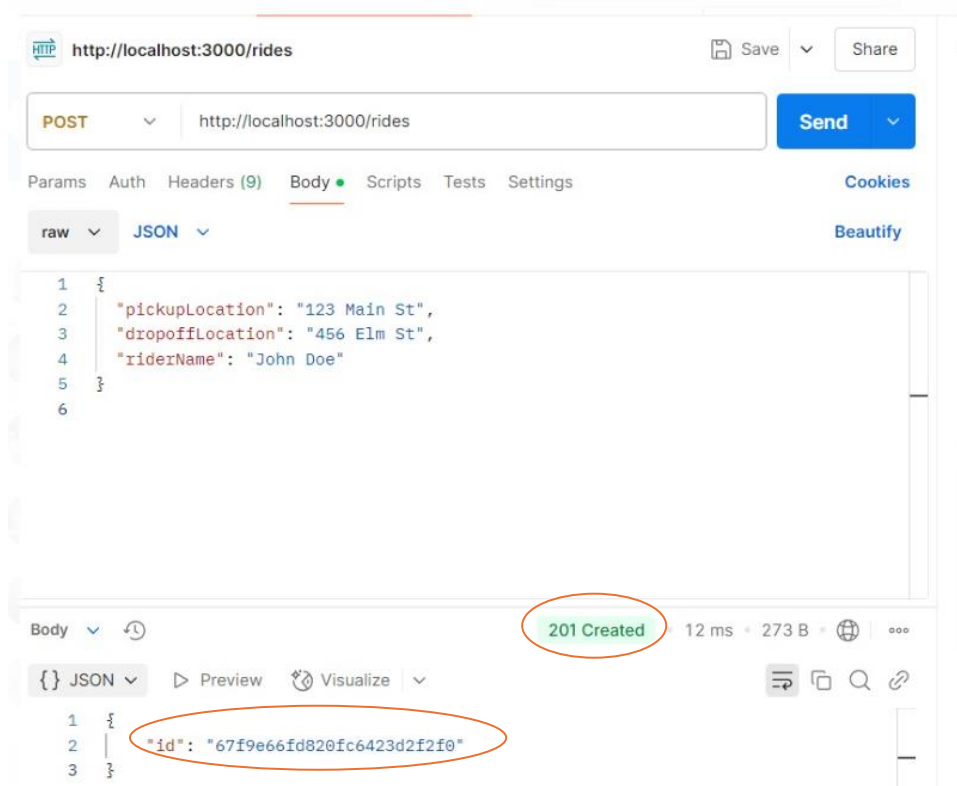 HTTP http://localhost:3000/rides Save Share
POST http://localhost:3000/rides Send
Params Auth Headers (9) Body Scripts Tests Settings Cookies
raw JSON Beautify
1 {
2 "pickupLocation": "123 Main St",
3 "dropoffLocation": "456 Elm St",
4 "riderName": "John Doe"
5 }
6
Body 201 Created 12 ms 273 B
{} JSON Preview Visualize
1 {
2 "id": "67f9e66fd820fc6423d2f2f0"
3 }